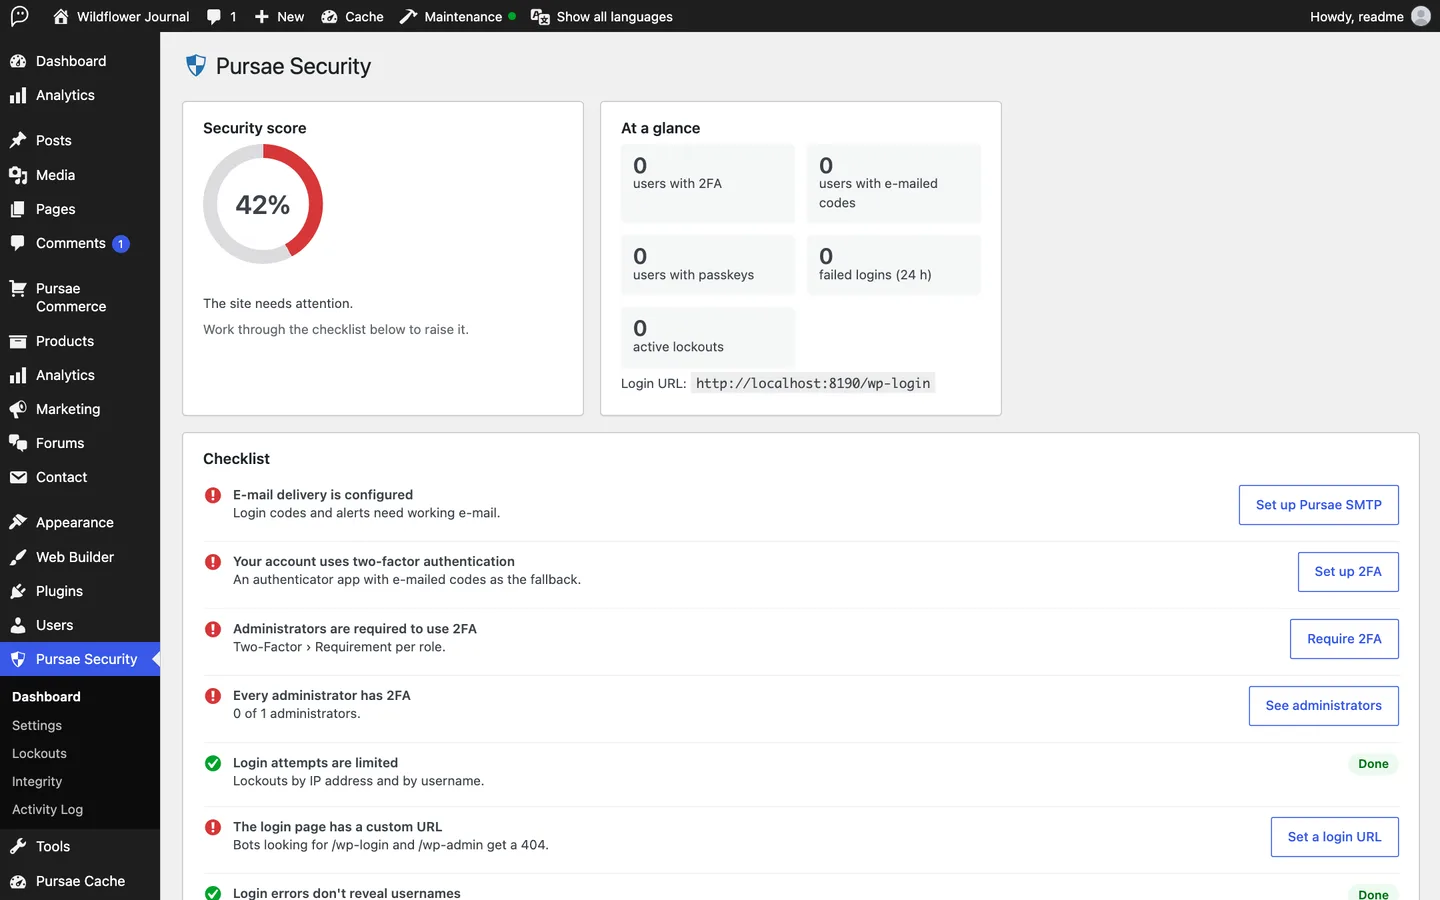 Wildflower Journal
1
New
Cache
Maintenance
Show all languages
Howdy, readme
Dashboard
Analytics
Posts
Media
Pages
Comments 1
Pursae
Commerce
Products
Analytics
Marketing
Forums
Contact
Appearance
Web Builder
Plugins
Users
Pursae Security
Dashboard
Settings
Lockouts
Integrity
Activity Log
Tools
Pursae Cache
Pursae Security
Security score
42%
The site needs attention.
Work through the checklist below to raise it.
At a glance
0
users with 2FA
0
users with e-mailed
codes
0
users with passkeys
0
failed logins (24 h)
0
active lockouts
Login URL: http://localhost:8190/wp-login
Checklist
E-mail delivery is configured
Login codes and alerts need working e-mail.
Set up Pursae SMTP
Your account uses two-factor authentication
An authenticator app with e-mailed codes as the fallback.
Set up 2FA
Administrators are required to use 2FA
Two-Factor › Requirement per role.
Require 2FA
Every administrator has 2FA
0 of 1 administrators.
See administrators
Login attempts are limited
Lockouts by IP address and by username.
Done
The login page has a custom URL
Bots looking for /wp-login and /wp-admin get a 404.
Set a login URL
Login errors don't reveal usernames
Done